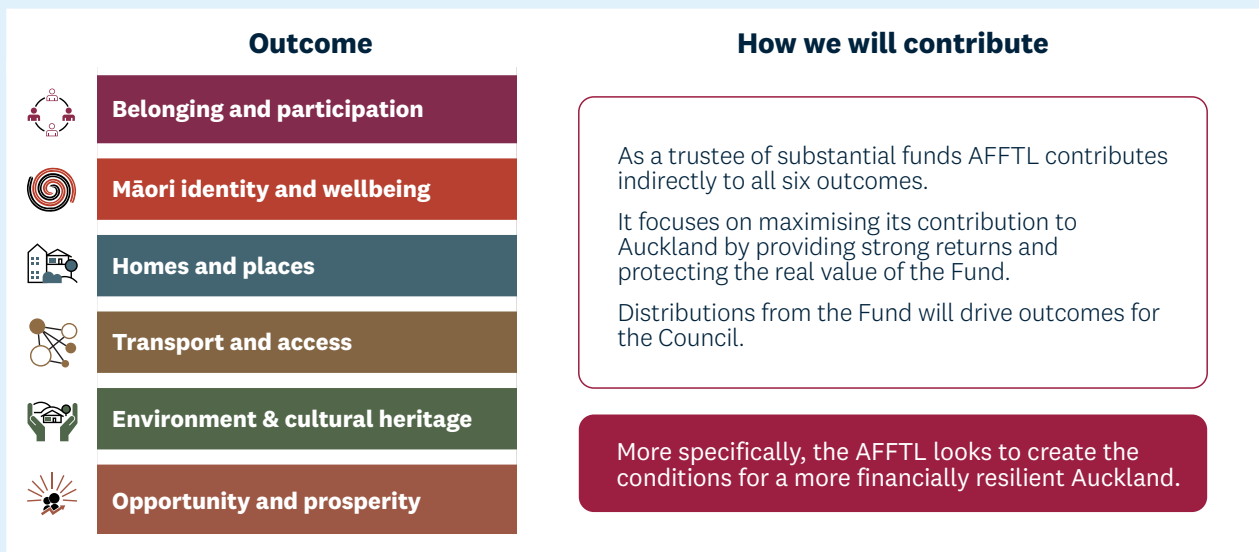 Outcome
Belonging and participation
Māori identity and wellbeing
Homes and places
Transport and access
Environment & cultural heritage
Opportunity and prosperity
How we will contribute
As a trustee of substantial funds AFFTL contributes
indirectly to all six outcomes.
It focuses on maximising its contribution to
Auckland by providing strong returns and
protecting the real value of the Fund.
Distributions from the Fund will drive outcomes for
the Council.
More specifically, the AFFTL looks to create the
conditions for a more financially resilient Auckland.